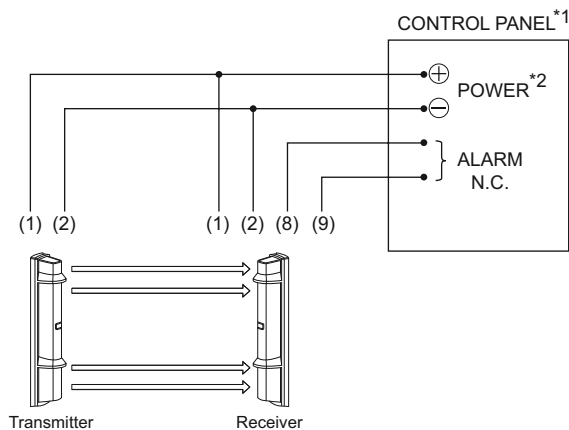 CONTROL PANEL*1
⊕
POWER*2
⊖
ALARM
N.C.
(1) (2) (1) (2) (8) (9)
Transmitter Receiver